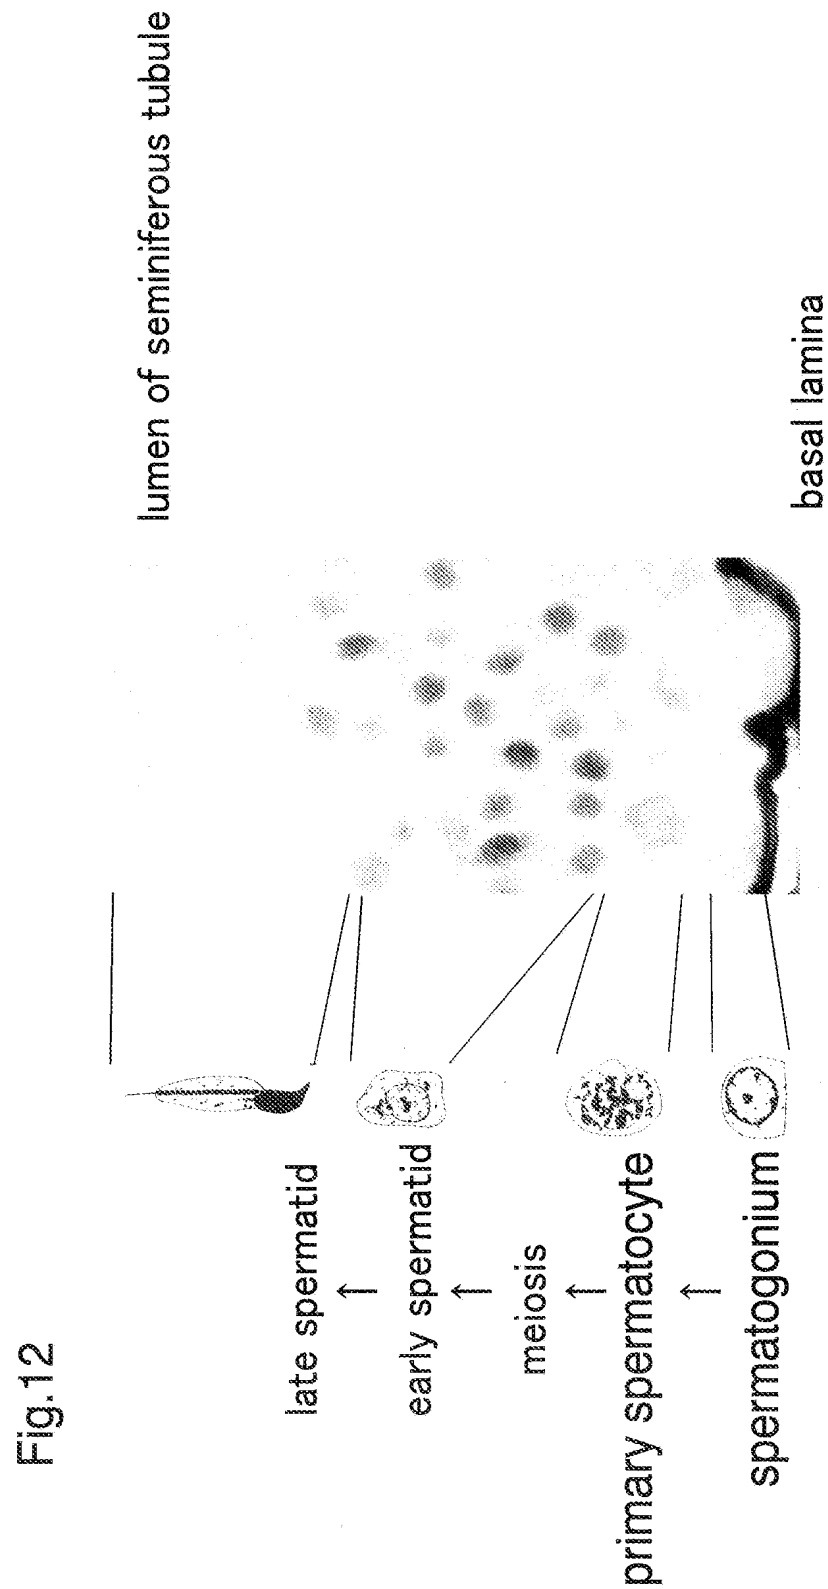 Fig.12
lumen of seminiferous tubule
late spermatid
↑
early spermatid
↑
meiosis
↑
primary spermatocyte
↑
spermatogonium
basal lamina